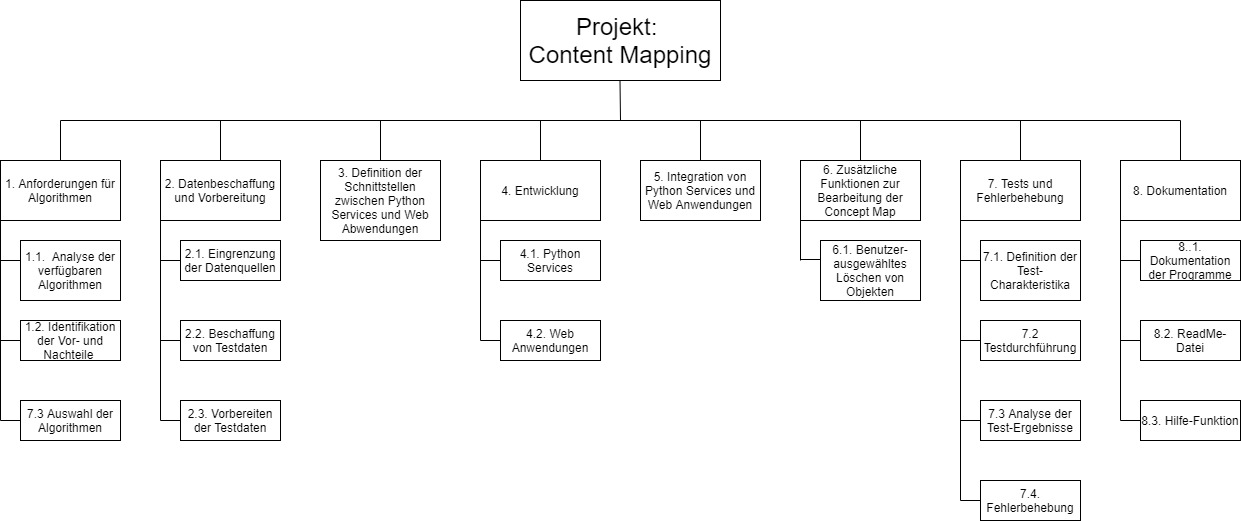 Projekt:
Content Mapping
1. Anforderungen für
Algorithmen
1.1. Analyse der
verfügbaren
Algorithmen
1.2. Identifikation
der Vor- und
Nachteile
7.3 Auswahl der
Algorithmen
2. Datenbeschaffung
und Vorbereitung
2.1. Eingrenzung
der Datenquellen
2.2. Beschaffung
von Testdaten
2.3. Vorbereiten
der Testdaten
3. Definition der
Schnittstellen
zwischen Python
Services und Web
Abwendungen
4. Entwicklung
4.1. Python
Services
4.2. Web
Anwendungen
5. Integration von
Python Services und
Web Anwendungen
6. Zusätzliche
Funktionen zur
Bearbeitung der
Concept Map
6.1. Benutzer-
ausgewähltes
Löschen von
Objekten
7. Tests und
Fehlerbehebung
7.1. Definition der
Test-
Charakteristika
7.2
Testdurchführung
7.3 Analyse der
Test-Ergebnisse
7.4.
Fehlerbehebung
8. Dokumentation
8..1.
Dokumentation
der Programme
8.2. ReadMe-
Datei
8.3. Hilfe-Funktion